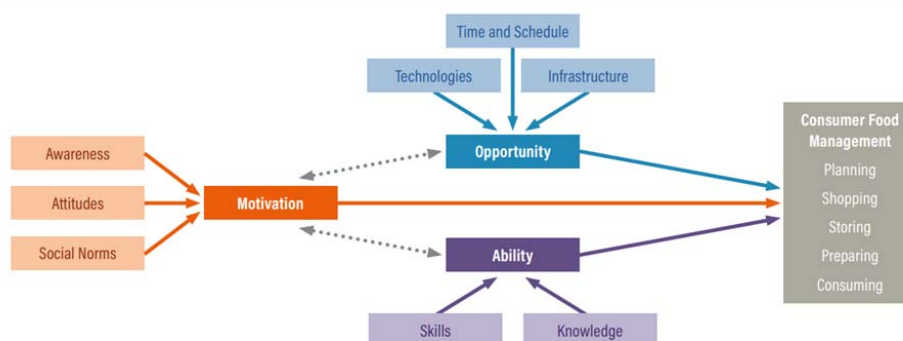 Time and Schedule
Technologies
Infrastructure
Consumer Food
Management
Planning
Shopping
Storing
Preparing
Consuming
Awareness
Opportunity
Attitudes
Motivation
Social Norms
Ability
Skills
Knowledge